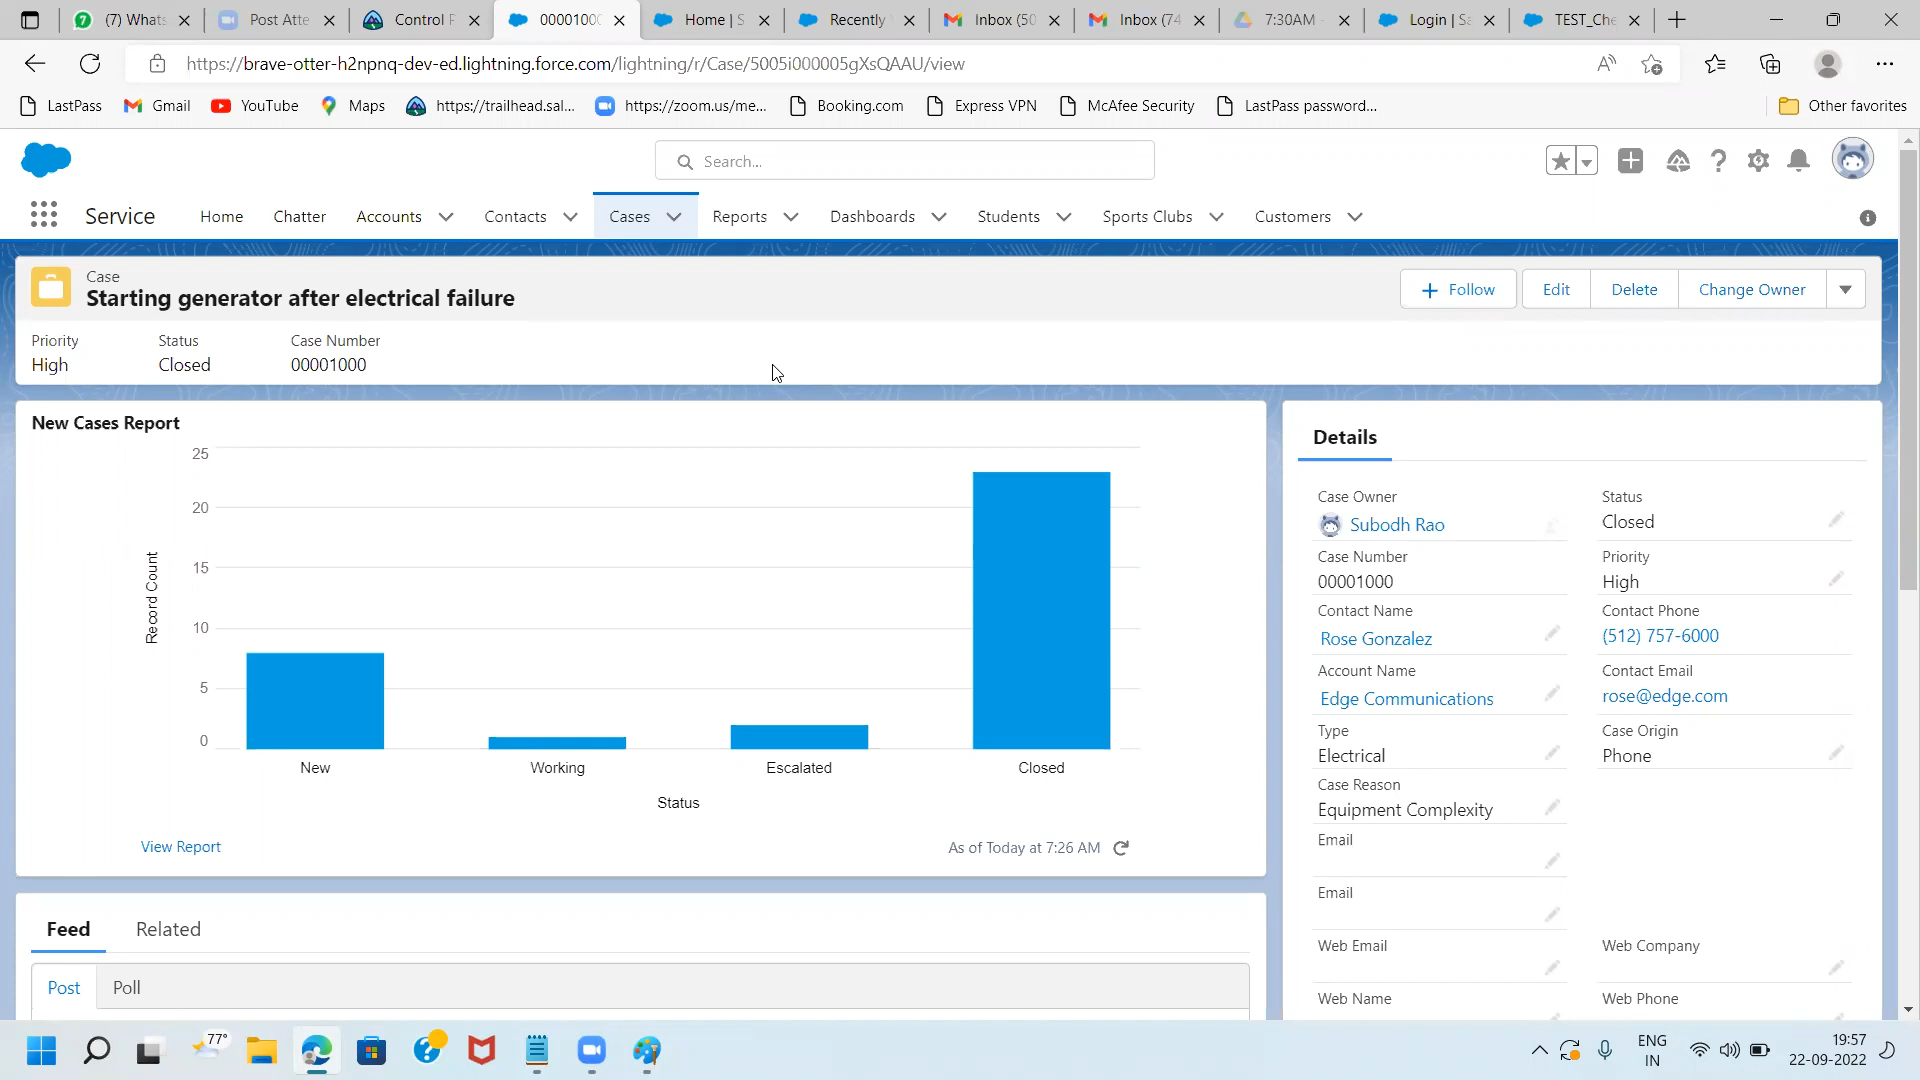 (7) Whats
Post Atte
Control P
0000100
Home | S
Recently
Inbox (50
Inbox (74
7:30AM -
Login | Sa
TEST_Che
https://brave-otter-h2npnq-dev-ed.lightning.force.com/lightning/r/Case/5005i000005gXsQAAU/view
LastPass
Gmail
YouTube
Maps
https://trailhead.sal...
https://zoom.us/me...
Booking.com
Express VPN
McAfee Security
LastPass password...
Other favorites
Search...
Service
Home
Chatter
Accounts
Contacts
Cases
Reports
Dashboards
Students
Sports Clubs
Customers
Case
Starting generator after electrical failure
Follow
Edit
Delete
Change Owner
Priority
High
Status
Closed
Case Number
00001000
New Cases Report
25
20
15
10
5
0
Record Count
New
Working
Escalated
Closed
Status
View Report
As of Today at 7:26 AM
Feed
Related
Post
Poll
Details
Case Owner
Subodh Rao
Status
Closed
Case Number
00001000
Priority
High
Contact Name
Rose Gonzalez
Contact Phone
(512) 757-6000
Account Name
Edge Communications
Contact Email
rose@edge.com
Type
Electrical
Case Origin
Phone
Case Reason
Equipment Complexity
Email
Email
Web Email
Web Company
Web Name
Web Phone
77°
ENG
IN
19:57
22-09-2022